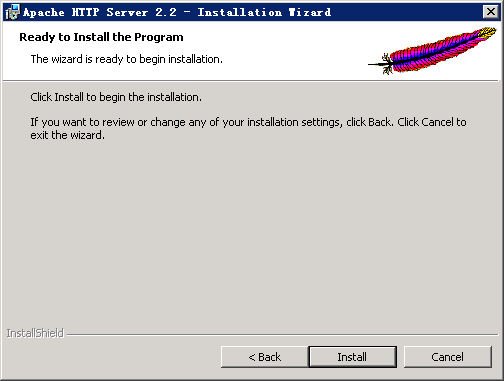 Apache HTTP Server 2.2 - Installation Wizard
Ready to Install the Program
The wizard is ready to begin installation.
Click Install to begin the installation.
If you want to review or change any of your installation settings, click Back. Click Cancel to
exit the wizard.
InstallShield
< Back
Install
Cancel